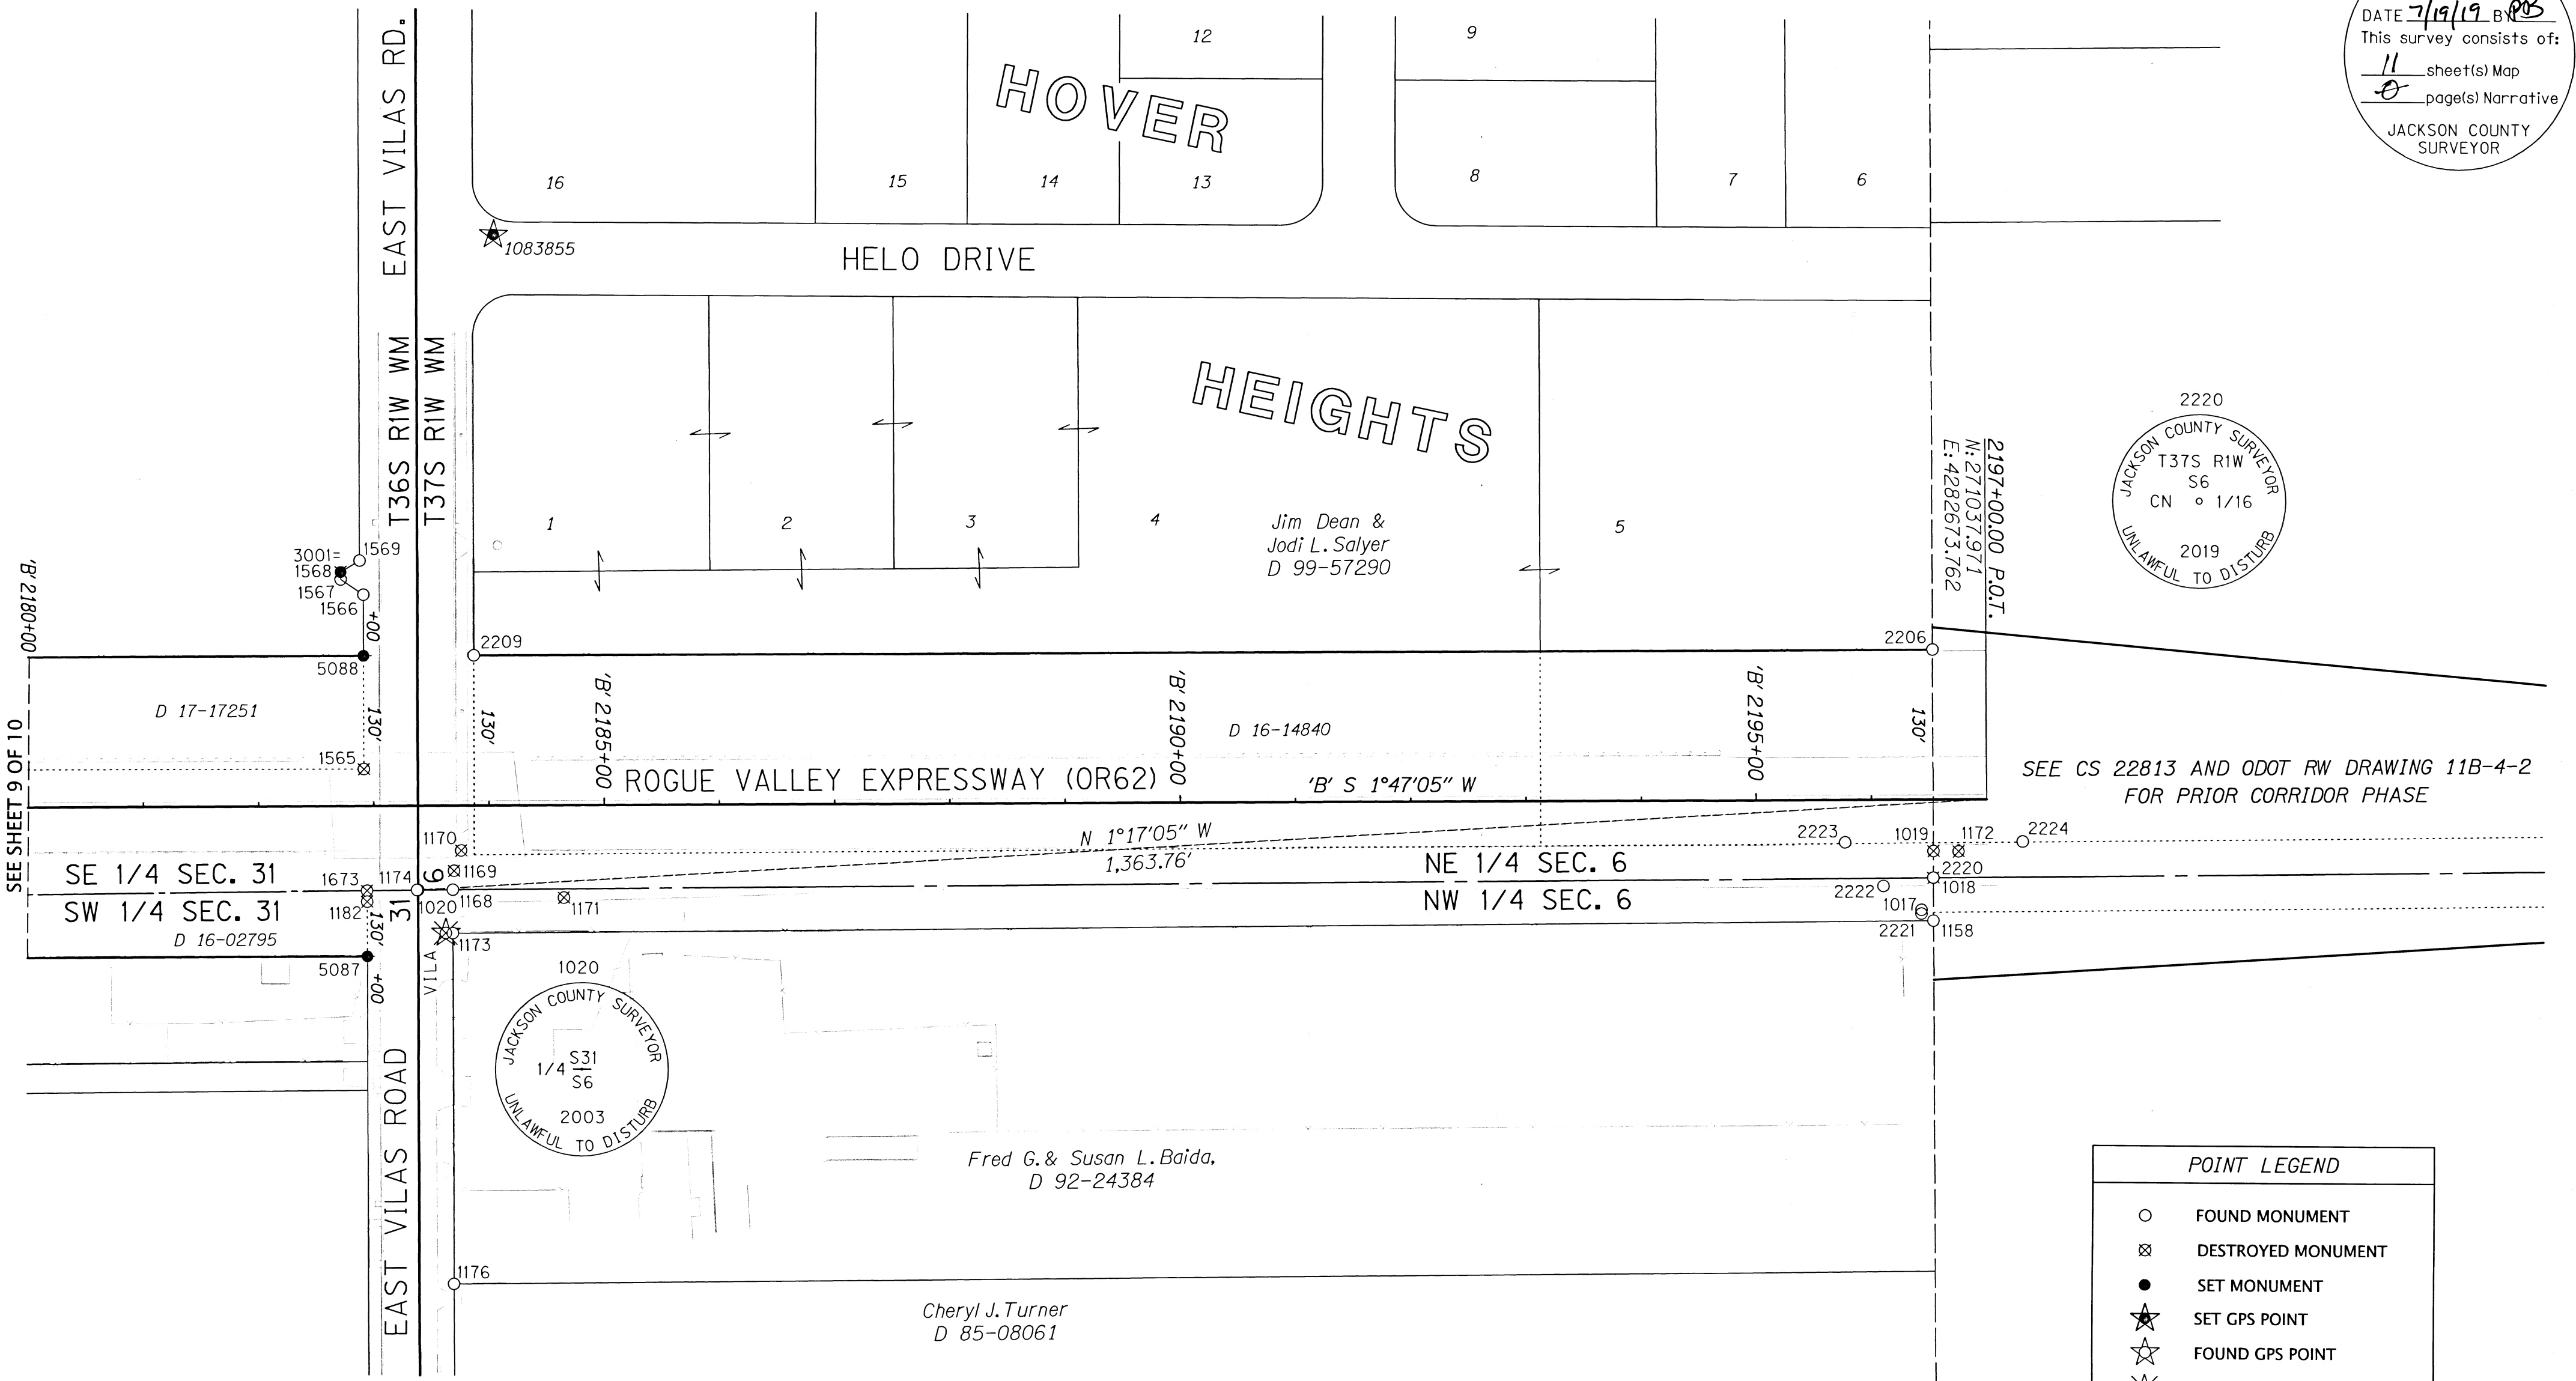 DATE 7/19/19 BY PDS
This survey consists of:
11 sheet(s) Map
0 page(s) Narrative
JACKSON COUNTY
SURVEYOR
EAST VILAS RD.
HOVER
12
9
16
15
14
13
8
7
6
1083855
HELO DRIVE
T36S R1W WM
T37S R1W WM
HEIGHTS
1
2
3
4
5
Jim Dean &
Jodi L. Salyer
D 99-57290
2197+00.00 P.O.T.
N:271037.971
E:4282673.762
2220
JACKSON COUNTY SURVEYOR
T37S R1W
S6
CN 1/16
2019
UNLAWFUL TO DISTURB
3001=
1568
1569
1567
1566
+00
'B' 2180+00
5088
2209
2206
D 17-17251
130'
130'
130'
'B' 2185+00
'B' 2190+00
'B' 2195+00
D 16-14840
1565
SEE SHEET 9 OF 10
ROGUE VALLEY EXPRESSWAY (OR62)
'B' S 1°47'05" W
SEE CS 22813 AND ODOT RW DRAWING 11B-4-2
FOR PRIOR CORRIDOR PHASE
1170
N 1°17'05" W
1,363.76'
2223
1019
1172
2224
SE 1/4 SEC. 31
SW 1/4 SEC. 31
1673
1174
6
31
1169
NE 1/4 SEC. 6
NW 1/4 SEC. 6
2220
1018
1182
1020
1168
1171
2222
1017
130'
D 16-02795
1173
2221
1158
5087
+00
VILA
1020
JACKSON COUNTY SURVEYOR
1/4
S31
S6
2003
UNLAWFUL TO DISTURB
EAST VILAS ROAD
Fred G. & Susan L. Baida,
D 92-24384
1176
Cheryl J. Turner
D 85-08061
POINT LEGEND
FOUND MONUMENT
DESTROYED MONUMENT
SET MONUMENT
SET GPS POINT
FOUND GPS POINT